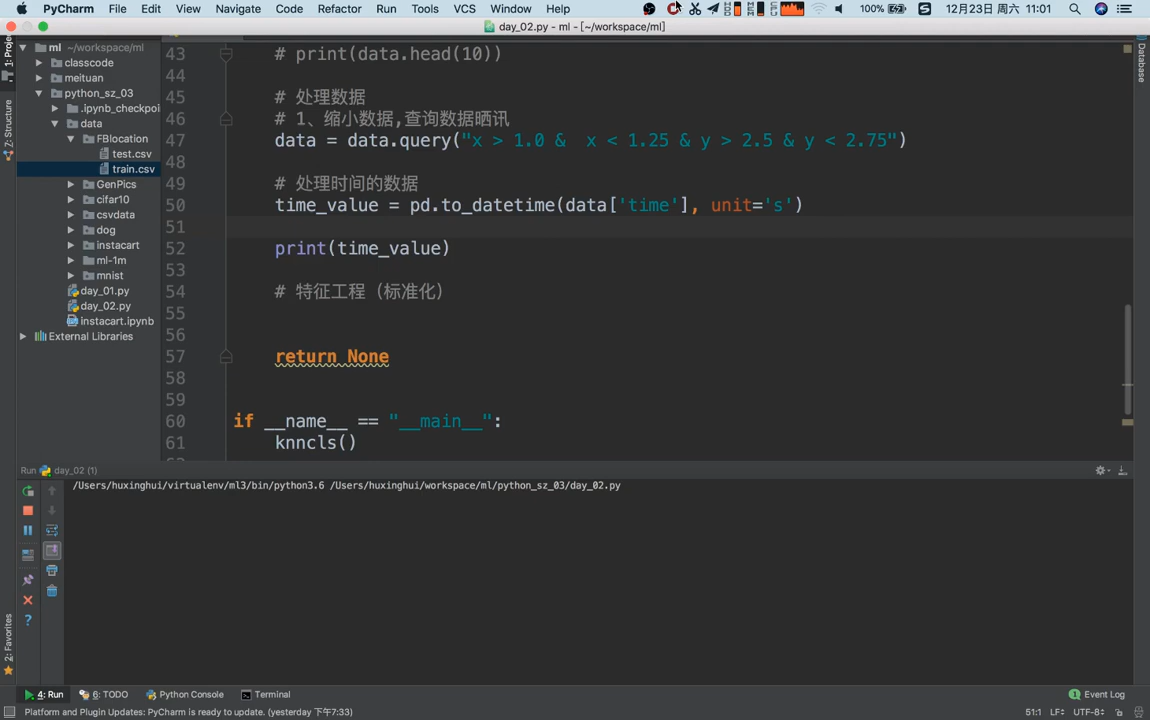 PyCharm File Edit View Navigate Code Refactor Run Tools VCS Window Help 100% 12月23日 周六 11:01
day_02.py – ml – [~/workspace/ml]
1: Project
Z: Structure
2: Favorites
Database
ml ~/workspace/ml
classcode
meituan
python_sz_03
.ipynb_checkpoi
data
FBlocation
test.csv
train.csv
GenPics
cifar10
csvdata
dog
instacart
ml-1m
mnist
day_01.py
day_02.py
instacart.ipynb
External Libraries
43 # print(data.head(10))
44
45 # 处理数据
46 # 1、缩小数据,查询数据晒讯
47 data = data.query("x > 1.0 &  x < 1.25 & y > 2.5 & y < 2.75")
48
49 # 处理时间的数据
50 time_value = pd.to_datetime(data['time'], unit='s')
51
52 print(time_value)
53
54 # 特征工程（标准化）
55
56
57 return None
58
59
60 if __name__ == "__main__":
61 knncls()
Run day_02 (1)
/Users/huxinghui/virtualenv/ml3/bin/python3.6 /Users/huxinghui/workspace/ml/python_sz_03/day_02.py
4: Run 6: TODO Python Console Terminal 1 Event Log
Platform and Plugin Updates: PyCharm is ready to update. (yesterday 下午7:33) 51:1 LF÷ UTF-8÷